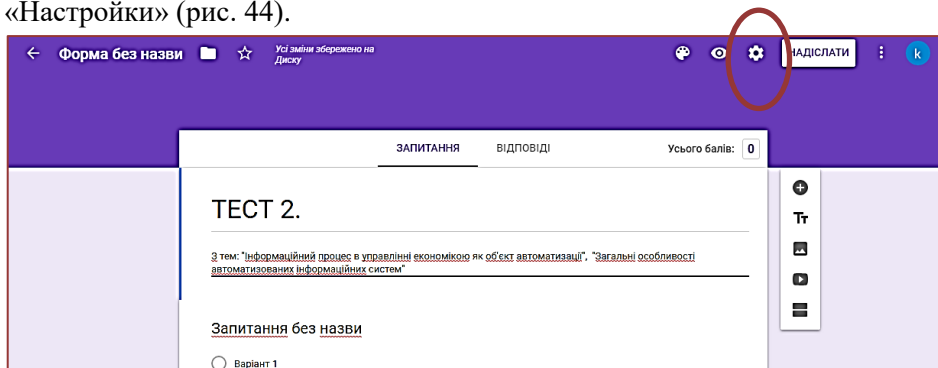 «Настройки» (рис. 44).
Форма без назви
Усі зміни збережено на
Диску
НАДІСЛАТИ
k
ЗАПИТАННЯ ВІДПОВІДІ Усього балів: 0
ТЕСТ 2.
З тем: "Інформаційний процес в управлінні економікою як об'єкт автоматизації", "Загальні особливості
автоматизованих інформаційних систем"
Тт
Запитання без назви
Варіант 1